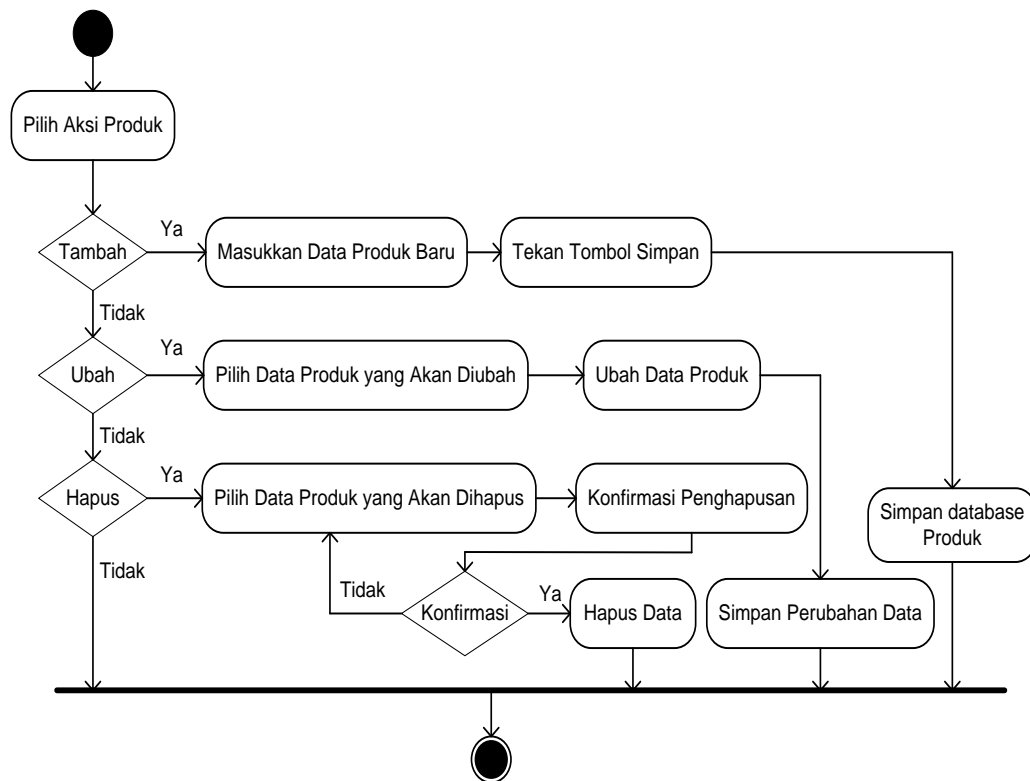 Pilih Aksi Produk
Tambah
Ya
Masukkan Data Produk Baru
Tekan Tombol Simpan
Tidak
Ubah
Ya
Pilih Data Produk yang Akan Diubah
Ubah Data Produk
Tidak
Hapus
Ya
Pilih Data Produk yang Akan Dihapus
Konfirmasi Penghapusan
Simpan database
Produk
Tidak
Tidak
Konfirmasi
Ya
Hapus Data
Simpan Perubahan Data